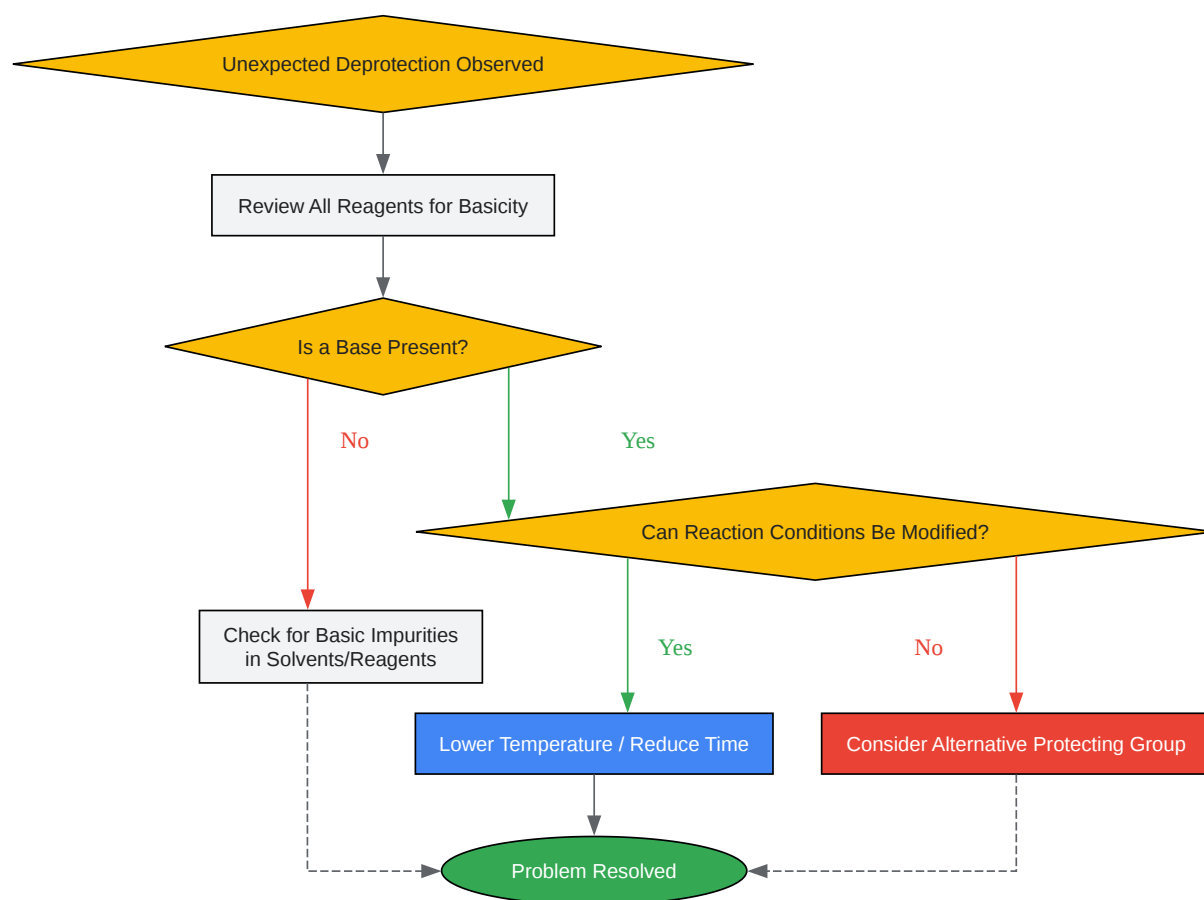 Unexpected Deprotection Observed
Review All Reagents for Basicity
Is a Base Present?
No
Yes
Can Reaction Conditions Be Modified?
Check for Basic Impurities
in Solvents/Reagents
Yes
No
Lower Temperature / Reduce Time
Consider Alternative Protecting Group
Problem Resolved